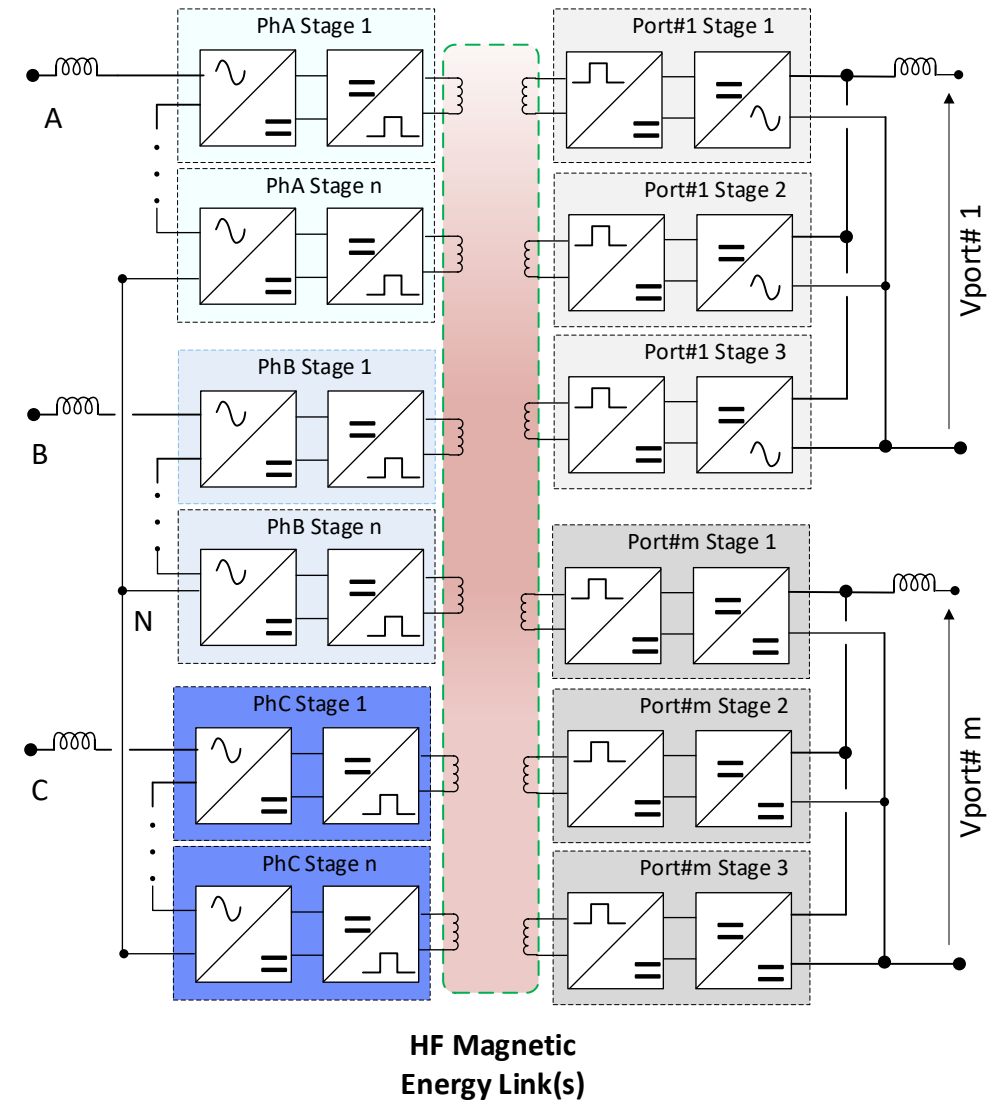 PhA Stage 1
A
PhA Stage n
PhB Stage 1
B
PhB Stage n
N
PhC Stage 1
C
PhC Stage n
Port#1 Stage 1
Port#1 Stage 2
Port#1 Stage 3
Vport# 1
Port#m Stage 1
Port#m Stage 2
Port#m Stage 3
Vport# m
HF Magnetic
Energy Link(s)